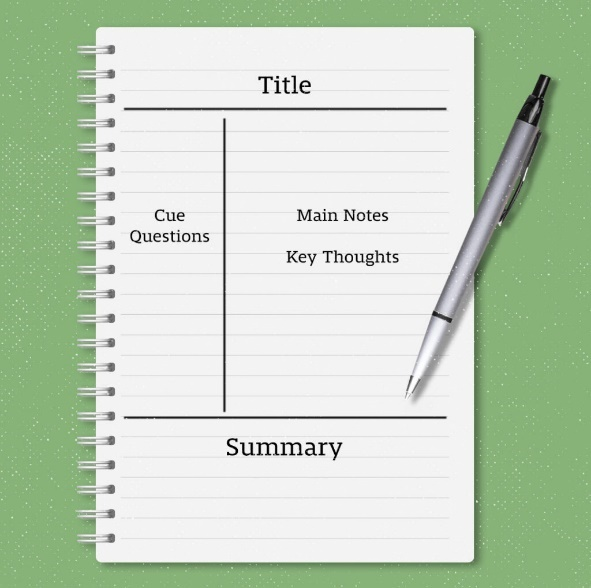 Title
Cue
Questions
Main Notes
Key Thoughts
Summary